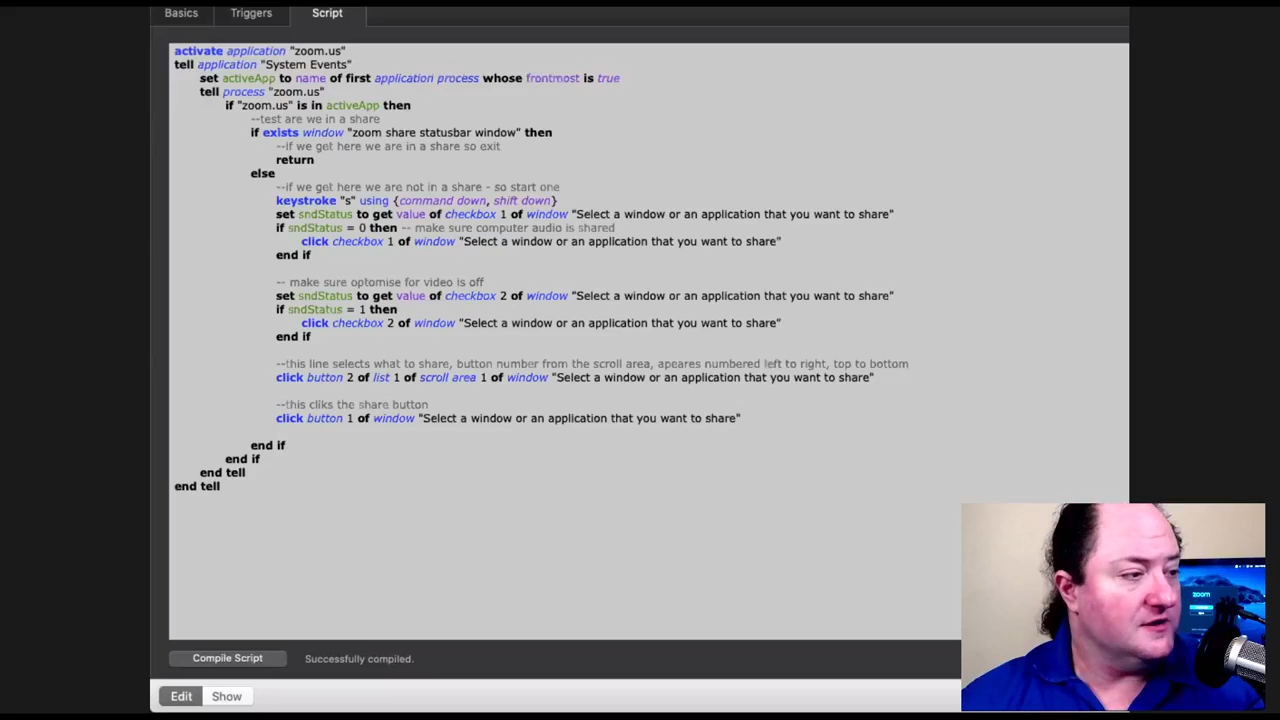 Basics Triggers Script
activate application "zoom.us"
tell application "System Events"
set activeApp to name of first application process whose frontmost is true
tell process "zoom.us"
if "zoom.us" is in activeApp then
--test are we in a share
if exists window "zoom share statusbar window" then
--if we get here we are in a share so exit
return
else
--if we get here we are not in a share - so start one
keystroke "s" using {command down, shift down}
set sndStatus to get value of checkbox 1 of window "Select a window or an application that you want to share"
if sndStatus = 0 then -- make sure computer audio is shared
click checkbox 1 of window "Select a window or an application that you want to share"
end if
-- make sure optomise for video is off
set sndStatus to get value of checkbox 2 of window "Select a window or an application that you want to share"
if sndStatus = 1 then
click checkbox 2 of window "Select a window or an application that you want to share"
end if
--this line selects what to share, button number from the scroll area, apeares numbered left to right, top to bottom
click button 2 of list 1 of scroll area 1 of window "Select a window or an application that you want to share"
--this cliks the share button
click button 1 of window "Select a window or an application that you want to share"
end if
end if
end tell
end tell
zoom
Compile Script Successfully compiled.
Edit Show